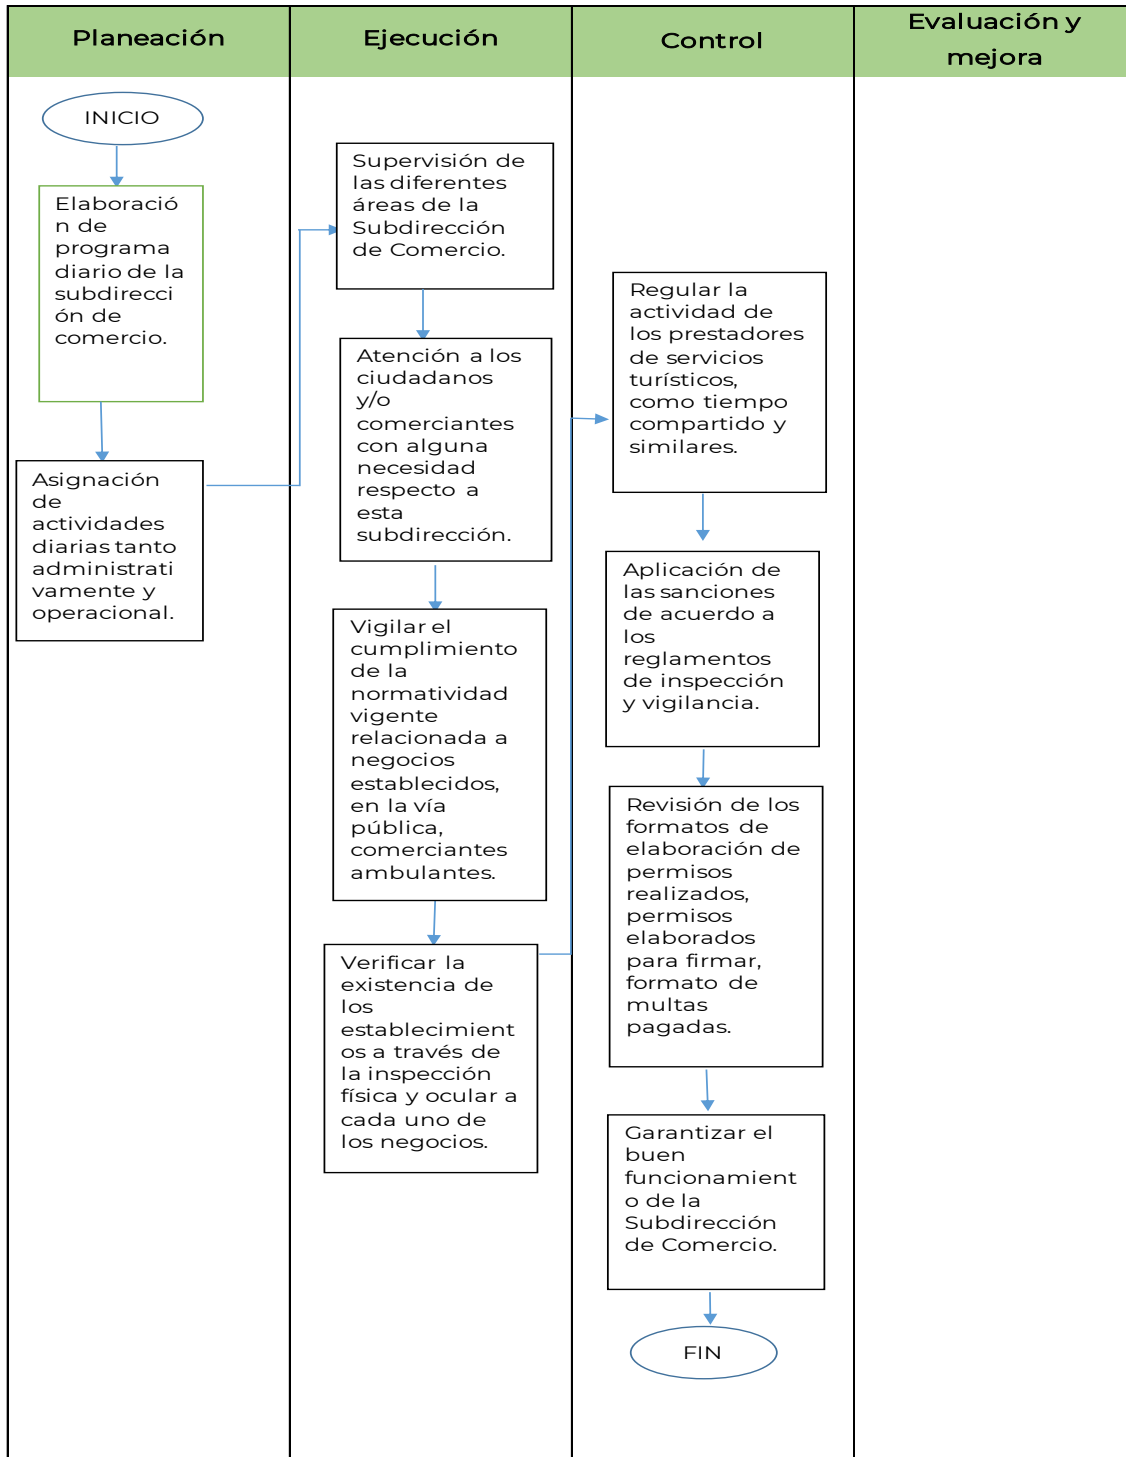 Planeación
Ejecución
Control
Evaluación y
mejora
INICIO
Elaboració
n de
programa
diario de la
subdirecci
ón de
comercio.
Asignación
de
actividades
diarias tanto
administrati
vamente y
operacional.
Supervisión de
las diferentes
áreas de la
Subdirección
de Comercio.
Atención a los
ciudadanos
y/o
comerciantes
con alguna
necesidad
respecto a
esta
subdirección.
Vigilar el
cumplimiento
de la
normatividad
vigente
relacionada a
negocios
establecidos,
en la vía
pública,
comerciantes
ambulantes.
Verificar la
existencia de
los
establecimient
os a través de
la inspección
física y ocular a
cada uno de
los negocios.
Regular la
actividad de
los prestadores
de servicios
turísticos,
como tiempo
compartido y
similares.
Aplicación de
las sanciones
de acuerdo a
los
reglamentos
de inspección
y vigilancia.
Revisión de los
formatos de
elaboración de
permisos
realizados,
permisos
elaborados
para firmar,
formato de
multas
pagadas.
Garantizar el
buen
funcionamient
o de la
Subdirección
de Comercio.
FIN